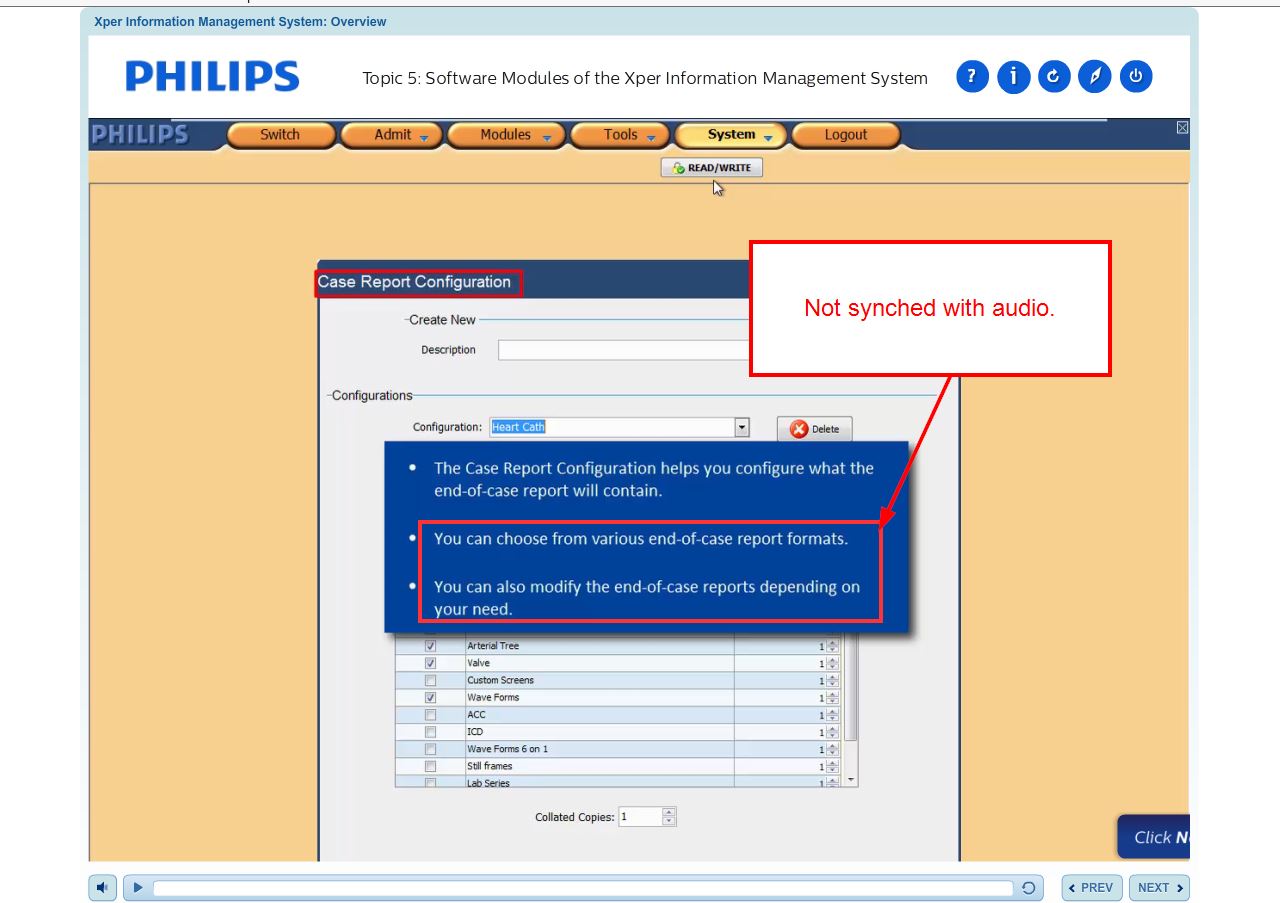 Xper Information Management System: Overview
PHILIPS
Topic 5: Software Modules of the Xper Information Management System
PHILIPS
Switch
Admit
Modules
Tools
System
Logout
READ/WRITE
Case Report Configuration
Not synched with audio.
Create New
Description
Configurations
Configuration:
Heart Cath
Delete
• The Case Report Configuration helps you configure what the
end-of-case report will contain.
• You can choose from various end-of-case report formats.
• You can also modify the end-of-case reports depending on
your need.
Arterial Tree 1
Valve 1
Custom Screens 1
Wave Forms 1
ACC 1
ICD 1
Wave Forms 6 on 1 1
Still frames 1
Lab Series 1
Collated Copies: 1
Click N
PREV
NEXT